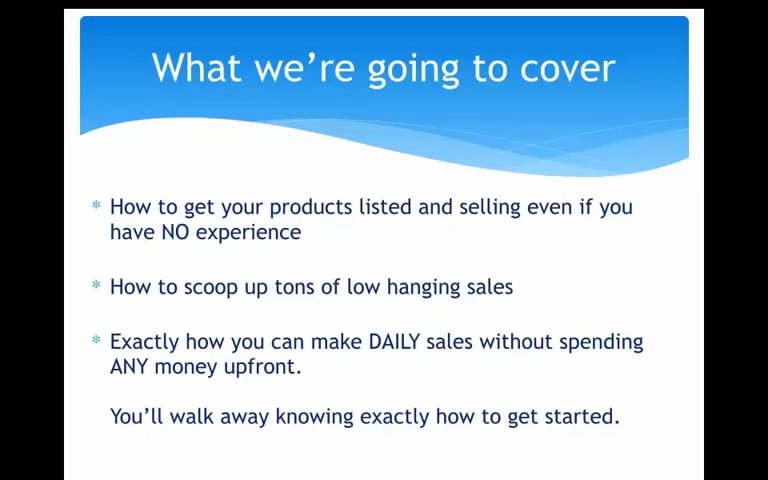 What we’re going to cover
* How to get your products listed and selling even if you
have NO experience
* How to scoop up tons of low hanging sales
* Exactly how you can make DAILY sales without spending
ANY money upfront.
You’ll walk away knowing exactly how to get started.